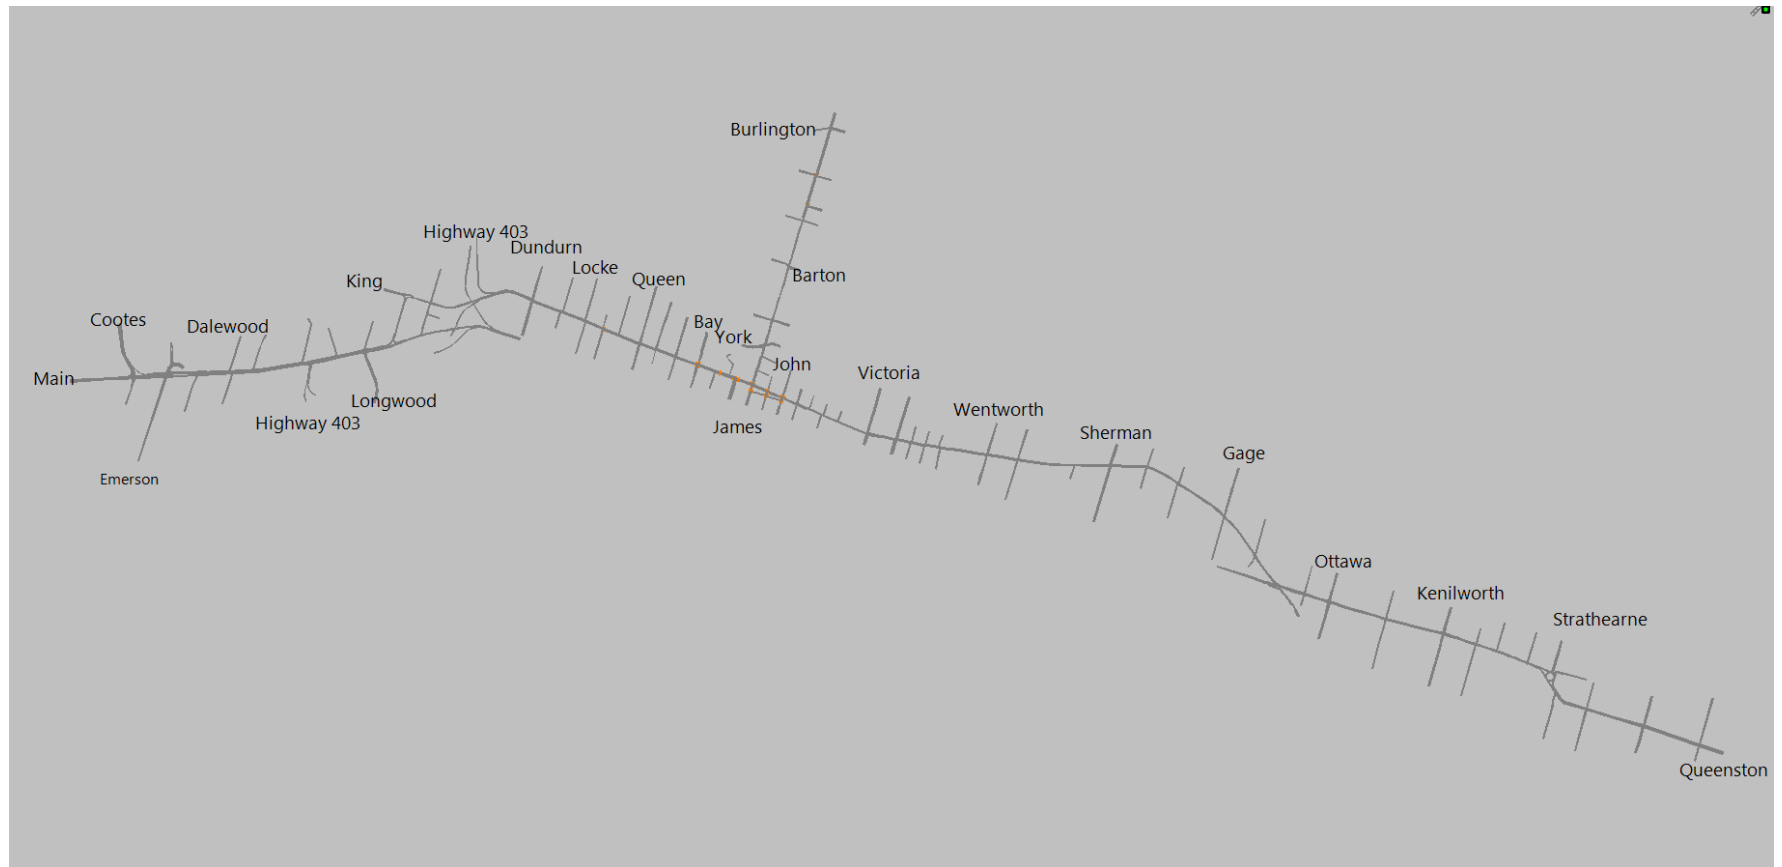 Burlington
Highway 403
Dundurn
Locke
Barton
King
Queen
Cootes
Dalewood
Bay
York
John
Main
Victoria
Longwood
Highway 403
Wentworth
James
Sherman
Gage
Emerson
Ottawa
Kenilworth
Strathearne
Queenston